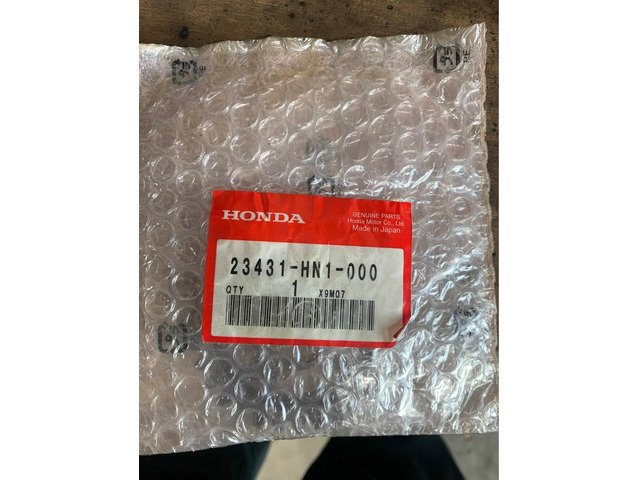 HONDA
GENUINE PARTS
Honda Motor Co., Ltd
Made in Japan
23431-HN1-000
QTY 1 X9M07